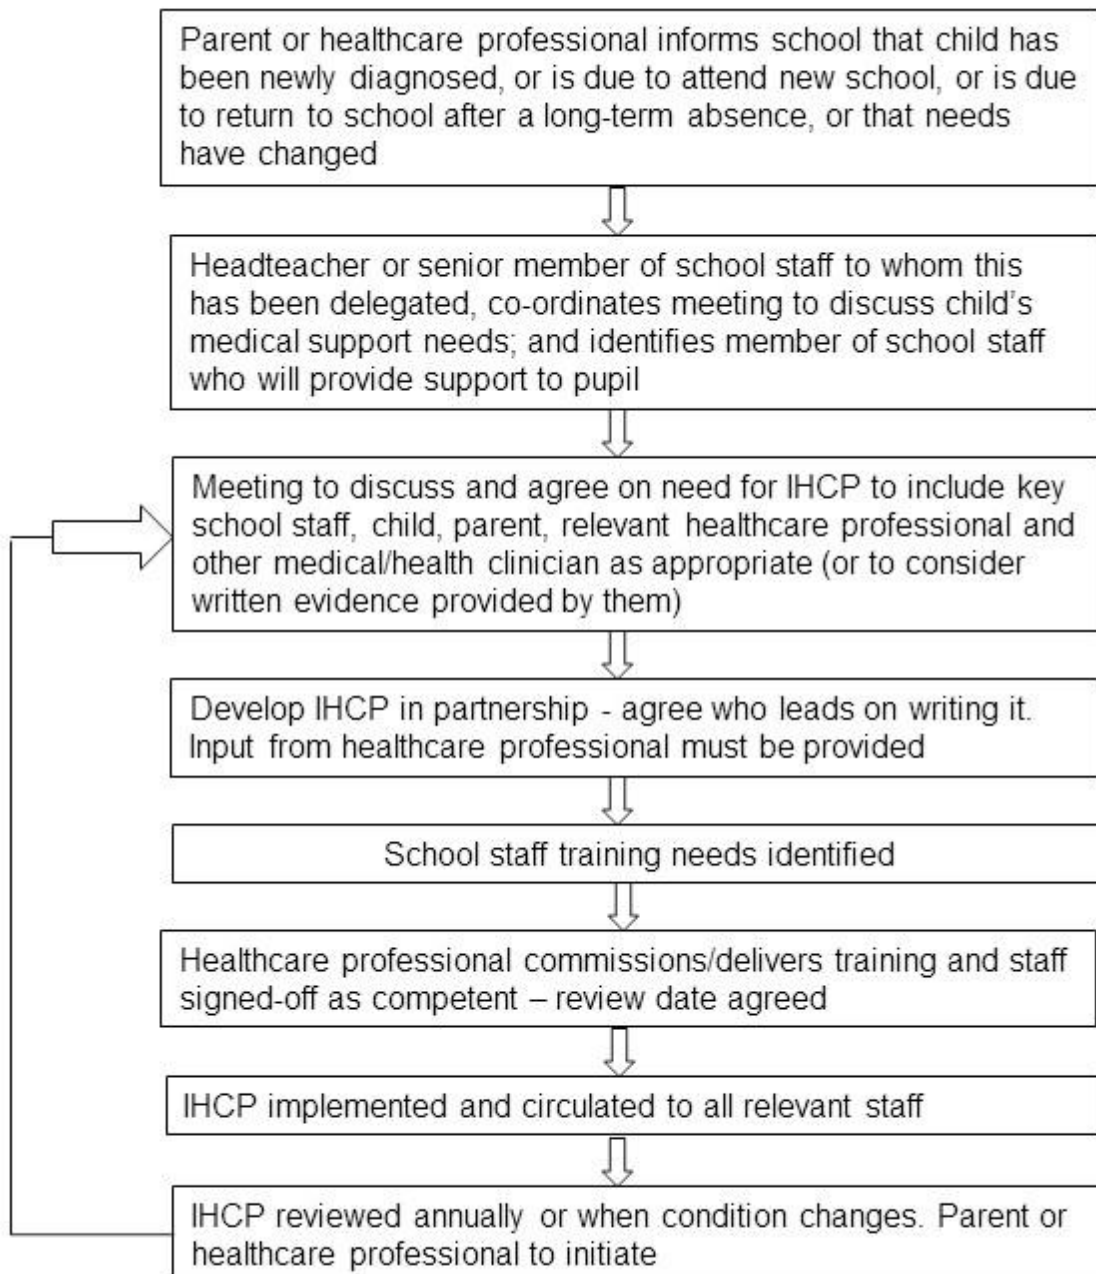 Parent or healthcare professional informs school that child has
been newly diagnosed, or is due to attend new school, or is due
to return to school after a long-term absence, or that needs
have changed
Headteacher or senior member of school staff to whom this
has been delegated, co-ordinates meeting to discuss child's
medical support needs; and identifies member of school staff
who will provide support to pupil
Meeting to discuss and agree on need for IHCP to include key
school staff, child, parent, relevant healthcare professional and
other medical/health clinician as appropriate (or to consider
written evidence provided by them)
Develop IHCP in partnership - agree who leads on writing it.
Input from healthcare professional must be provided
School staff training needs identified
Healthcare professional commissions/delivers training and staff
signed-off as competent – review date agreed
IHCP implemented and circulated to all relevant staff
IHCP reviewed annually or when condition changes. Parent or
healthcare professional to initiate